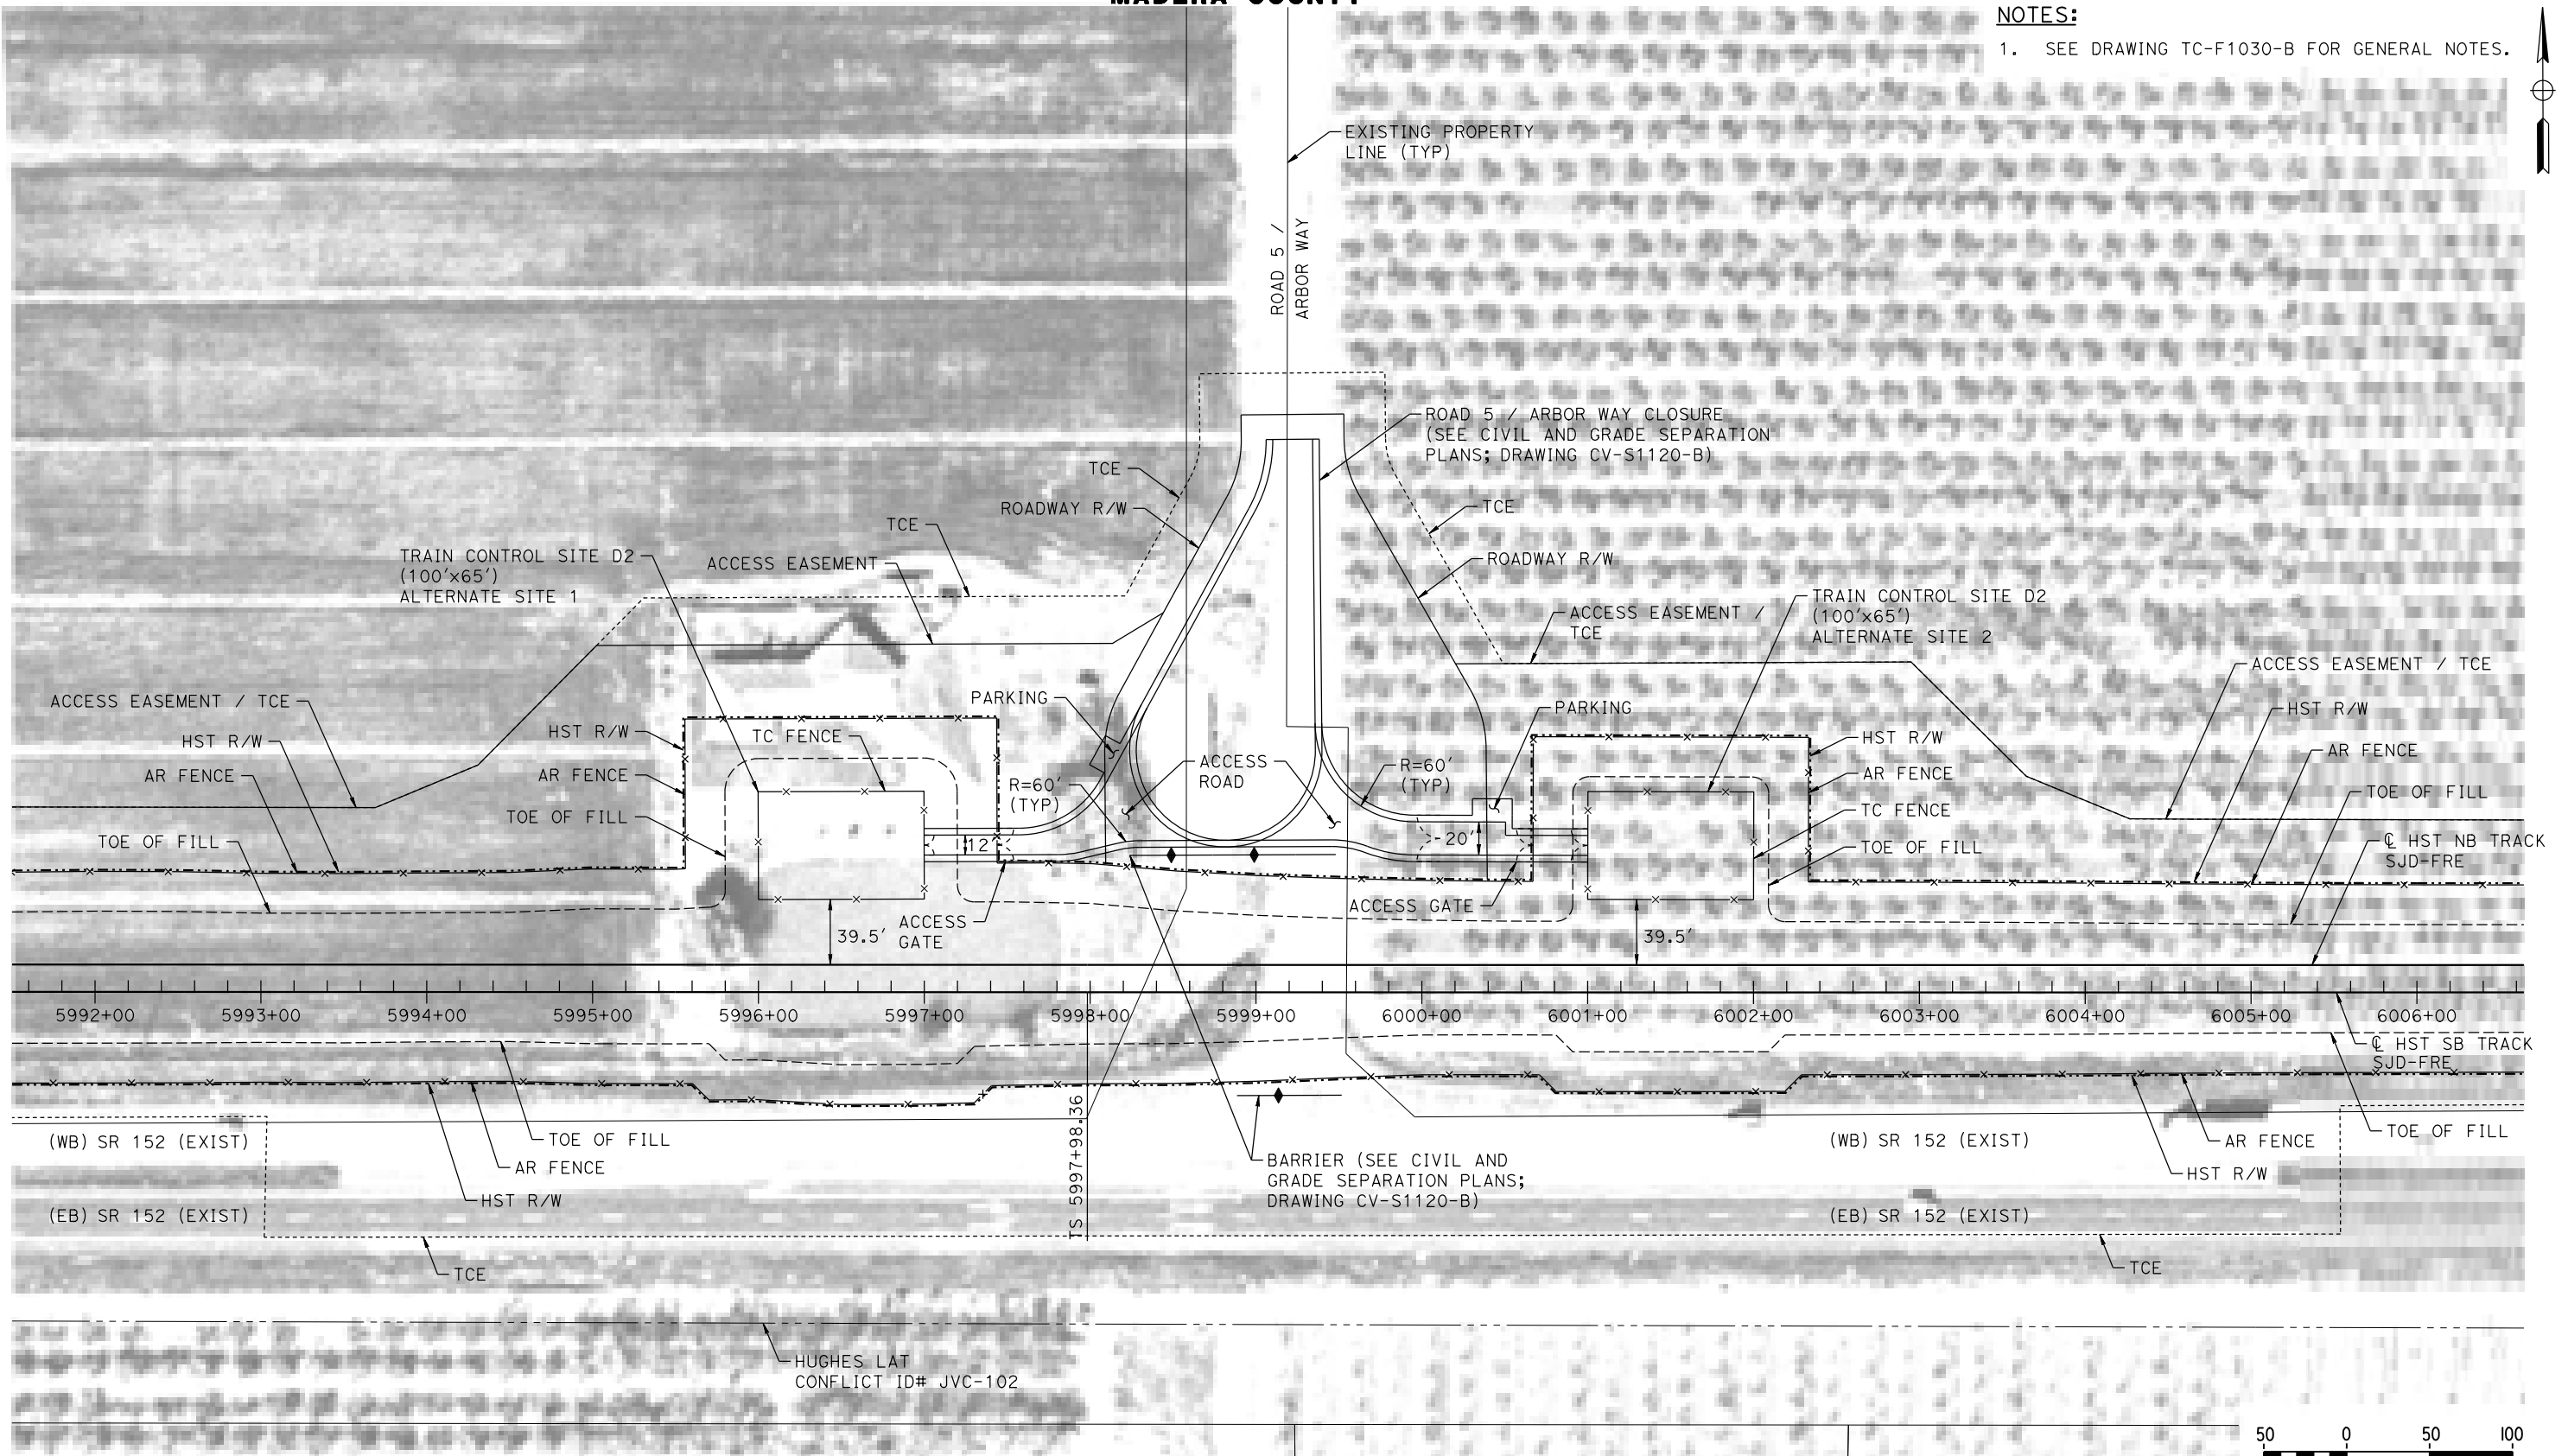 MADERA COUNTY
NOTES:
1. SEE DRAWING TC-F1030-B FOR GENERAL NOTES.
EXISTING PROPERTY
LINE (TYP)
ROAD 5 /
ARBOR WAY
ROAD 5 / ARBOR WAY CLOSURE
(SEE CIVIL AND GRADE SEPARATION
PLANS; DRAWING CV-S1120-B)
TCE
ROADWAY R/W
TCE
TCE
ROADWAY R/W
TRAIN CONTROL SITE D2
(100'x65')
ALTERNATE SITE 1
ACCESS EASEMENT
ACCESS EASEMENT /
TCE
TRAIN CONTROL SITE D2
(100'x65')
ALTERNATE SITE 2
ACCESS EASEMENT / TCE
ACCESS EASEMENT / TCE
PARKING
PARKING
HST R/W
HST R/W
HST R/W
HST R/W
TC FENCE
AR FENCE
AR FENCE
AR FENCE
AR FENCE
ACCESS
ROAD
R=60'
(TYP)
R=60'
(TYP)
TOE OF FILL
TOE OF FILL
TC FENCE
TOE OF FILL
TOE OF FILL
12'
20'
℄ HST NB TRACK
SJD-FRE
ACCESS GATE
39.5'
ACCESS
GATE
39.5'
5992+00
5993+00
5994+00
5995+00
5996+00
5997+00
5998+00
5999+00
6000+00
6001+00
6002+00
6003+00
6004+00
6005+00
6006+00
℄ HST SB TRACK
SJD-FRE
TS 5997+98.36
(WB) SR 152 (EXIST)
TOE OF FILL
AR FENCE
HST R/W
(EB) SR 152 (EXIST)
BARRIER (SEE CIVIL AND
GRADE SEPARATION PLANS;
DRAWING CV-S1120-B)
(WB) SR 152 (EXIST)
TOE OF FILL
AR FENCE
HST R/W
(EB) SR 152 (EXIST)
TCE
TCE
HUGHES LAT
CONFLICT ID# JVC-102
50 0 50 100